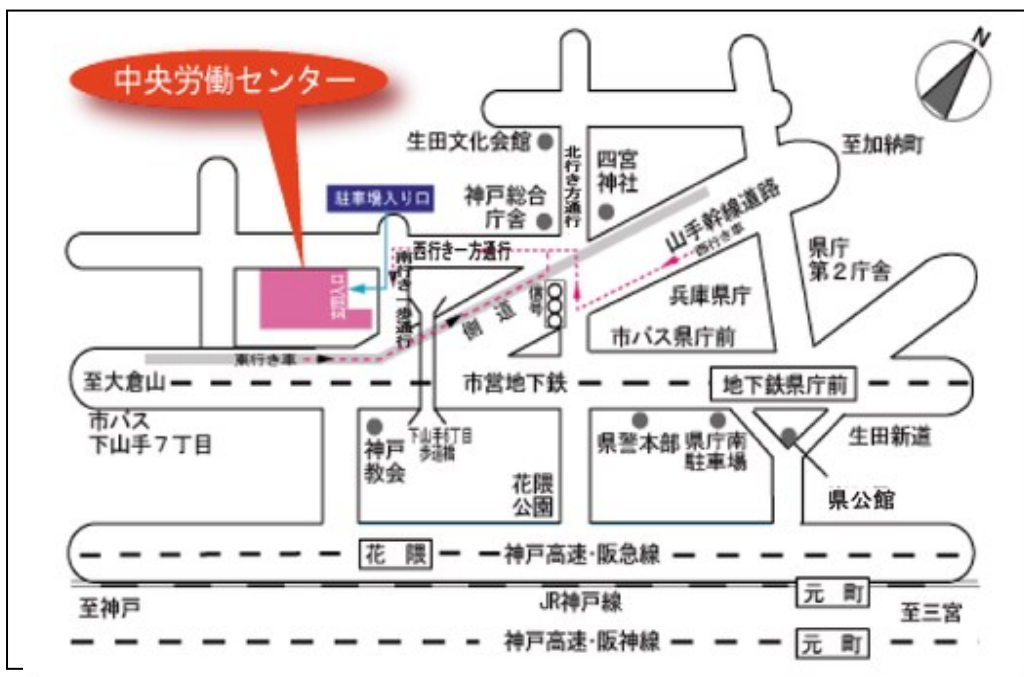 N
中央労働センター
生田文化会館
北行き一方通行
四宮
神社
至加納町
駐車場入り口
神戸総合
庁舎
山手幹線道路
西行き車
西行き一方通行
南行き一歩通行
県庁
第2庁舎
信号
側道
兵庫県庁
市バス県庁前
東行き車
至大倉山
市営地下鉄
地下鉄県庁前
市バス
下山手7丁目
神戸
教会
下山手6丁目
歩道橋
花隈
公園
県警本部
県庁南
駐車場
生田新道
県公館
花隈
神戸高速・阪急線
至神戸
JR神戸線
元町
至三宮
神戸高速・阪神線
元町